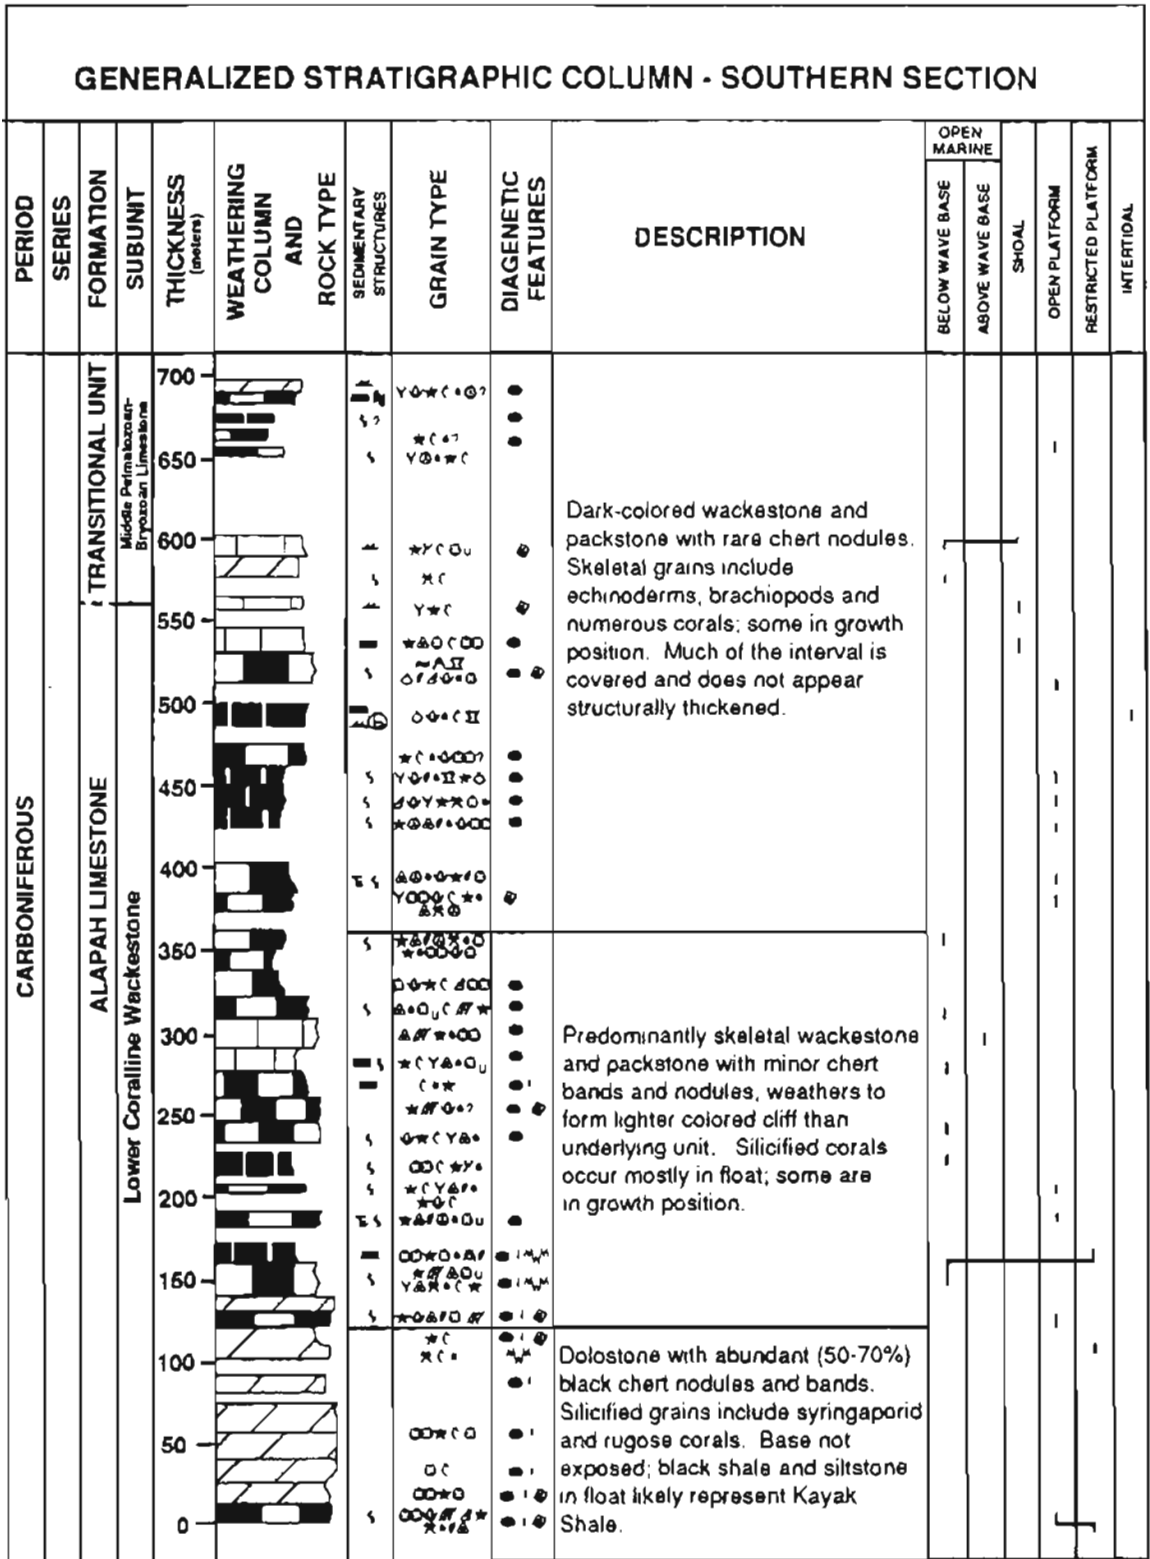 GENERALIZED STRATIGRAPHIC COLUMN - SOUTHERN SECTION
PERIOD
SERIES
FORMATION
SUBUNIT
THICKNESS
(meters)
WEATHERING
COLUMN
AND
ROCK TYPE
SEDIMENTARY
STRUCTURES
GRAIN TYPE
DIAGENETIC
FEATURES
DESCRIPTION
OPEN
MARINE
BELOW WAVE BASE
ABOVE WAVE BASE
SHOAL
OPEN PLATFORM
RESTRICTED PLATFORM
INTERTIDAL
CARBONIFEROUS
TRANSITIONAL UNIT
ALAPAH LIMESTONE
Middle Pelmatozoan-
Bryozoan Limestone
Lower Coralline Wackestone
700
650
600
550
500
450
400
350
300
250
200
150
100
50
0
Dark-colored wackestone and
packstone with rare chert nodules.
Skeletal grains include
echinoderms, brachiopods and
numerous corals; some in growth
position. Much of the interval is
covered and does not appear
structurally thickened.
Predominantly skeletal wackestone
and packstone with minor chert
bands and nodules, weathers to
form lighter colored cliff than
underlying unit. Silicified corals
occur mostly in float; some are
in growth position.
Dolostone with abundant (50-70%)
black chert nodules and bands.
Silicified grains include syringaporid
and rugose corals. Base not
exposed; black shale and siltstone
in float likely represent Kayak
Shale.